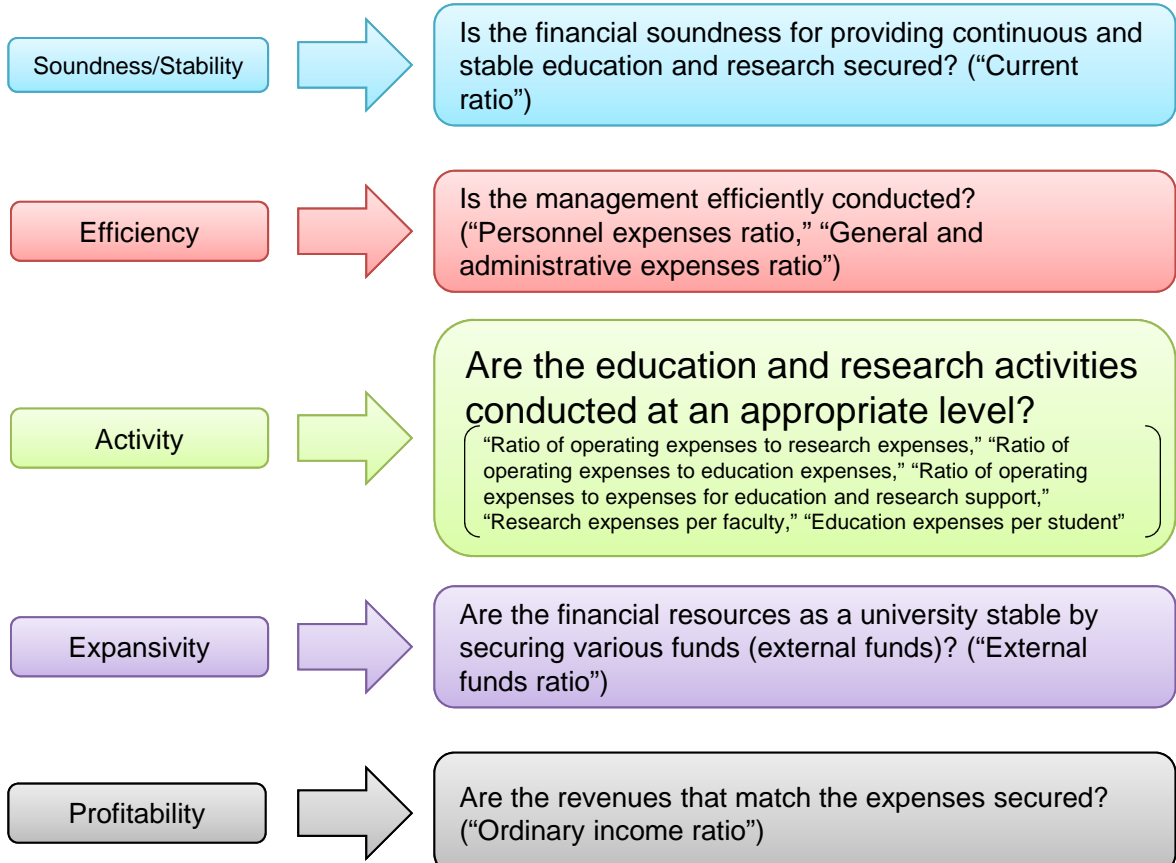 Soundness/Stability
Is the financial soundness for providing continuous and
stable education and research secured? (“Current
ratio”)
Efficiency
Is the management efficiently conducted?
(“Personnel expenses ratio,” “General and
administrative expenses ratio”)
Activity
Are the education and research activities
conducted at an appropriate level?
“Ratio of operating expenses to research expenses,” “Ratio of
operating expenses to education expenses,” “Ratio of operating
expenses to expenses for education and research support,”
“Research expenses per faculty,” “Education expenses per student”
Expansivity
Are the financial resources as a university stable by
securing various funds (external funds)? (“External
funds ratio”)
Profitability
Are the revenues that match the expenses secured?
(“Ordinary income ratio”)